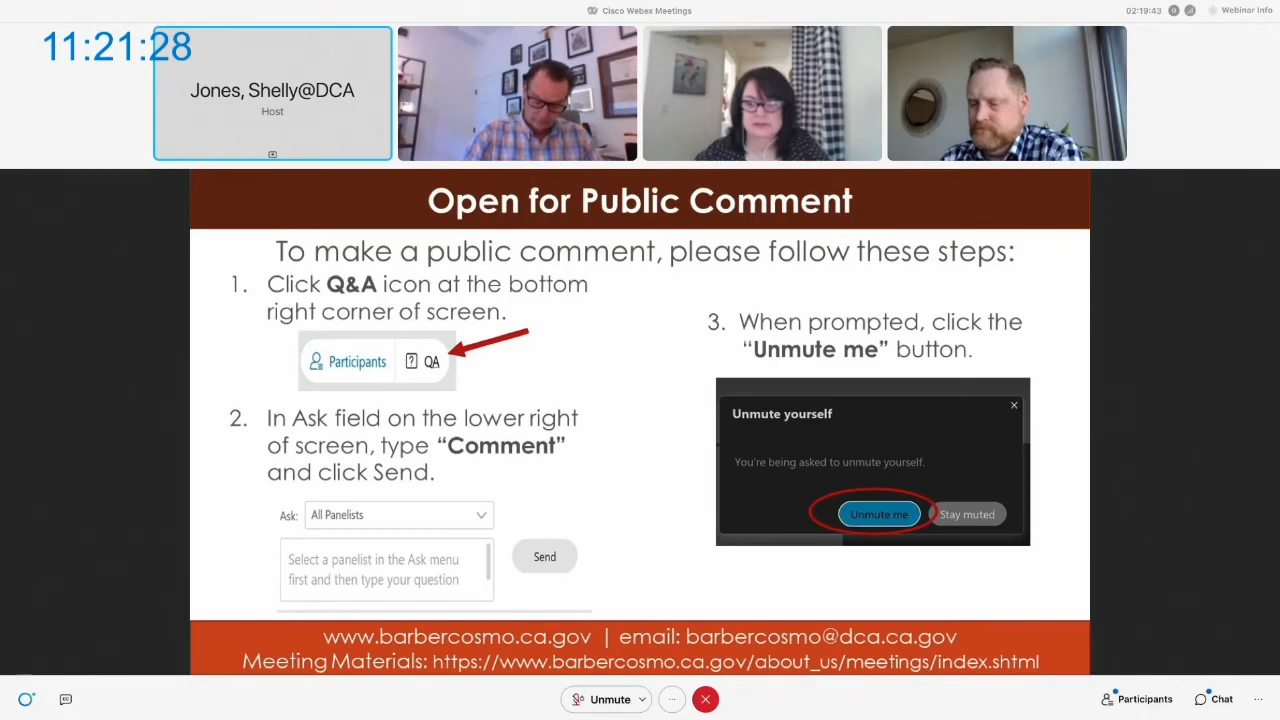 Cisco Webex Meetings
02:19:43
Webinar Info
11:21:28
Jones, Shelly@DCA
Host
Open for Public Comment
To make a public comment, please follow these steps:
1. Click Q&A icon at the bottom
right corner of screen.
Participants
? QA
2. In Ask field on the lower right
of screen, type “Comment”
and click Send.
Ask: All Panelists
Select a panelist in the Ask menu
first and then type your question
Send
3. When prompted, click the
“Unmute me” button.
Unmute yourself
You're being asked to unmute yourself.
Unmute me
Stay muted
www.barbercosmo.ca.gov | email: barbercosmo@dca.ca.gov
Meeting Materials: https://www.barbercosmo.ca.gov/about_us/meetings/index.shtml
Unmute
Participants
Chat